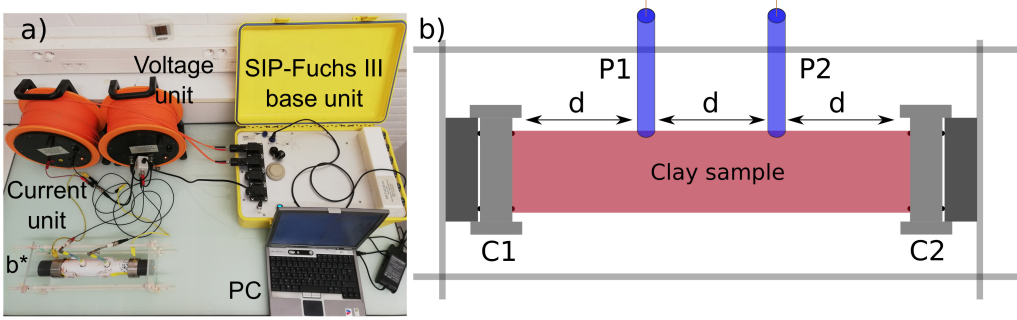 a)
Voltage
unit
SIP-Fuchs III
base unit
Current
unit
b*
PC
b)
P1
P2
d
d
d
Clay sample
C1
C2